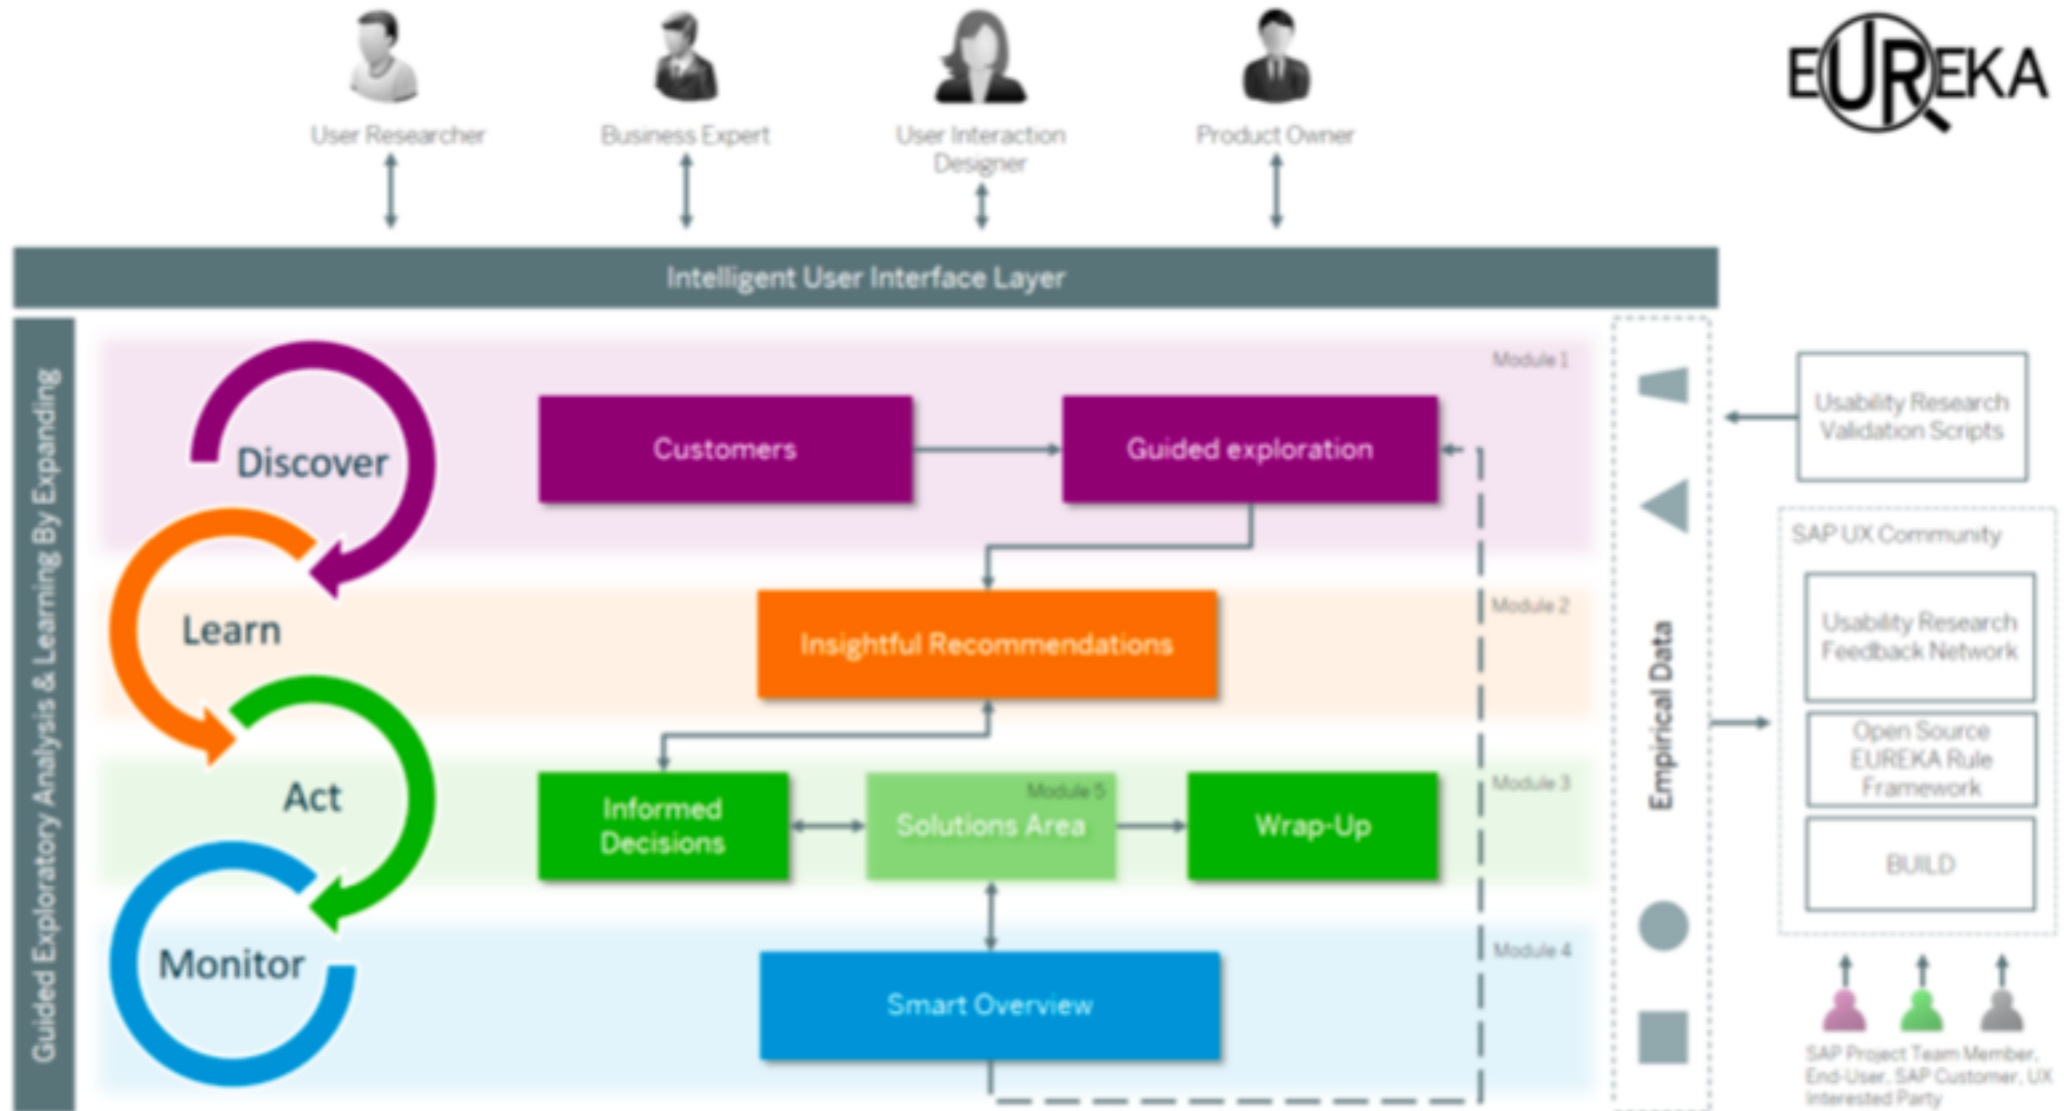 EUREKA
User Researcher
Business Expert
User Interaction
Designer
Product Owner
Intelligent User Interface Layer
Guided Exploratory Analysis & Learning By Expanding
Discover
Learn
Act
Monitor
Module 1
Customers
Guided exploration
Module 2
Insightful Recommendations
Module 3
Informed
Decisions
Module 5
Solutions Area
Wrap-Up
Module 4
Smart Overview
Empirical Data
Usability Research
Validation Scripts
SAP UX Community
Usability Research
Feedback Network
Open Source
EUREKA Rule
Framework
BUILD
SAP Project Team Member,
End-User, SAP Customer, UX
Interested Party